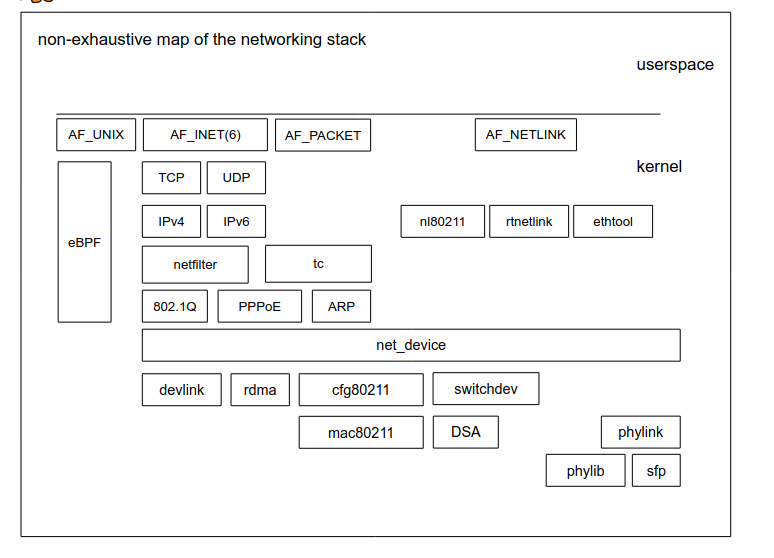 non-exhaustive map of the networking stack
userspace
AF_UNIX
AF_INET(6)
AF_PACKET
AF_NETLINK
kernel
eBPF
TCP
UDP
IPv4
IPv6
nl80211
rtnetlink
ethtool
netfilter
tc
802.1Q
PPPoE
ARP
net_device
devlink
rdma
cfg80211
switchdev
mac80211
DSA
phylink
phylib
sfp